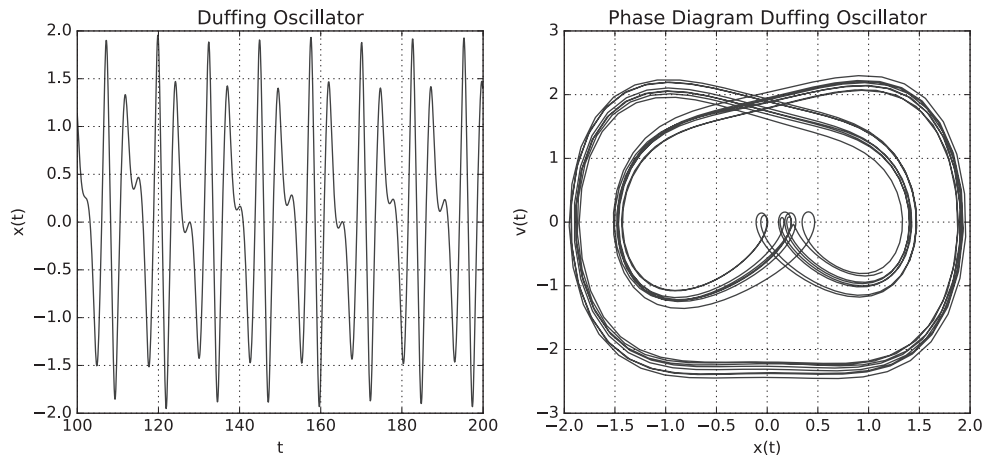 Duffing Oscillator
2.0
1.5
1.0
0.5
0.0
−0.5
−1.0
−1.5
−2.0
x(t)
100 120 140 160 180 200
t
Phase Diagram Duffing Oscillator
3
2
1
0
−1
−2
−3
v(t)
−2.0 −1.5 −1.0 −0.5 0.0 0.5 1.0 1.5 2.0
x(t)